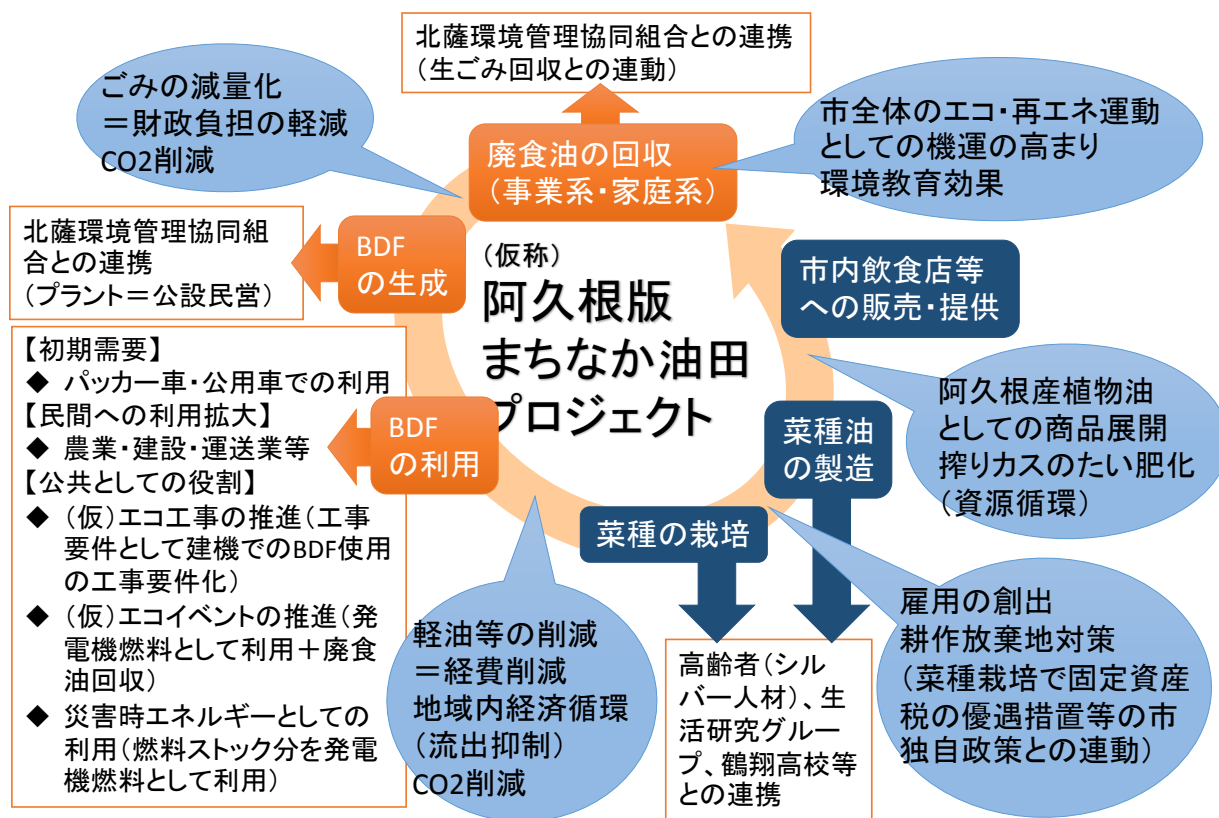 北薩環境管理協同組合との連携
（生ごみ回収との連動）
ごみの減量化
＝財政負担の軽減
CO2削減
廃食油の回収
（事業系・家庭系）
市全体のエコ・再エネ運動
としての機運の高まり
環境教育効果
北薩環境管理協同組
合との連携
（プラント＝公設民営）
BDF
の生成
（仮称）
阿久根版
まちなか油田
プロジェクト
市内飲食店等
への販売・提供
【初期需要】
◆ パッカー車・公用車での利用
【民間への利用拡大】
◆ 農業・建設・運送業等
【公共としての役割】
◆ （仮）エコ工事の推進（工事
要件として建機でのBDF使用
の工事要件化）
◆ （仮）エコイベントの推進（発
電機燃料として利用＋廃食
油回収）
◆ 災害時エネルギーとしての
利用（燃料ストック分を発電
機燃料として利用）
BDF
の利用
菜種油
の製造
阿久根産植物油
としての商品展開
搾りカスのたい肥化
（資源循環）
菜種の栽培
軽油等の削減
＝経費削減
地域内経済循環
（流出抑制）
CO2削減
高齢者（シル
バー人材）、生
活研究グルー
プ、鶴翔高校等
との連携
雇用の創出
耕作放棄地対策
（菜種栽培で固定資産
税の優遇措置等の市
独自政策との連動）